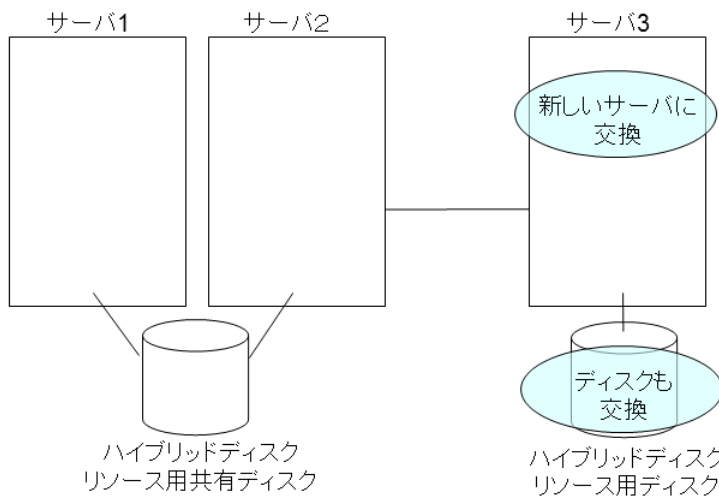 サーバ1
サーバ2
サーバ3
新しいサーバに
交換
ディスクも
交換
ハイブリッドディスク
リソース用共有ディスク
ハイブリッドディスク
リソース用ディスク